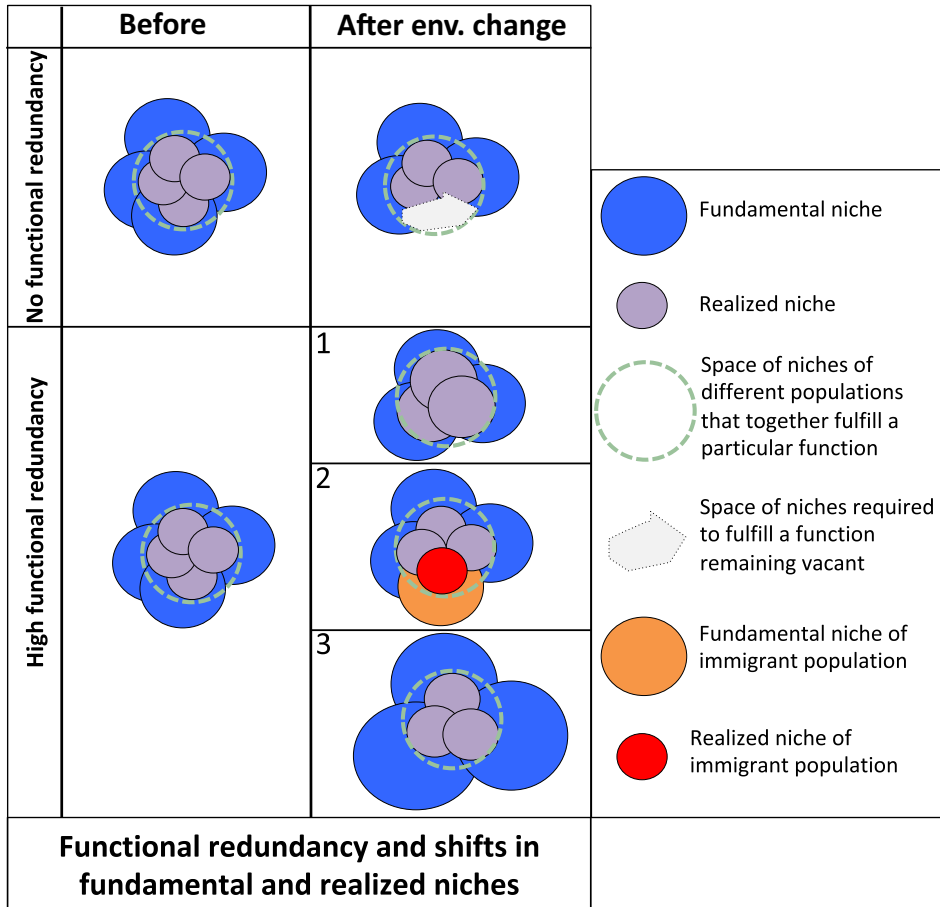 Before
After env. change
No functional redundancy
High functional redundancy
1
2
3
Fundamental niche
Realized niche
Space of niches of
different populations
that together fulfill a
particular function
Space of niches required
to fulfill a function
remaining vacant
Fundamental niche of
immigrant population
Realized niche of
immigrant population
Functional redundancy and shifts in
fundamental and realized niches